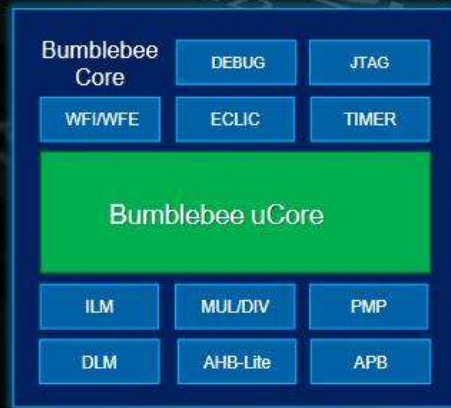 Bumblebee
Core
DEBUG
JTAG
WFI/WFE
ECLIC
TIMER
Bumblebee uCore
ILM
MUL/DIV
PMP
DLM
AHB-Lite
APB